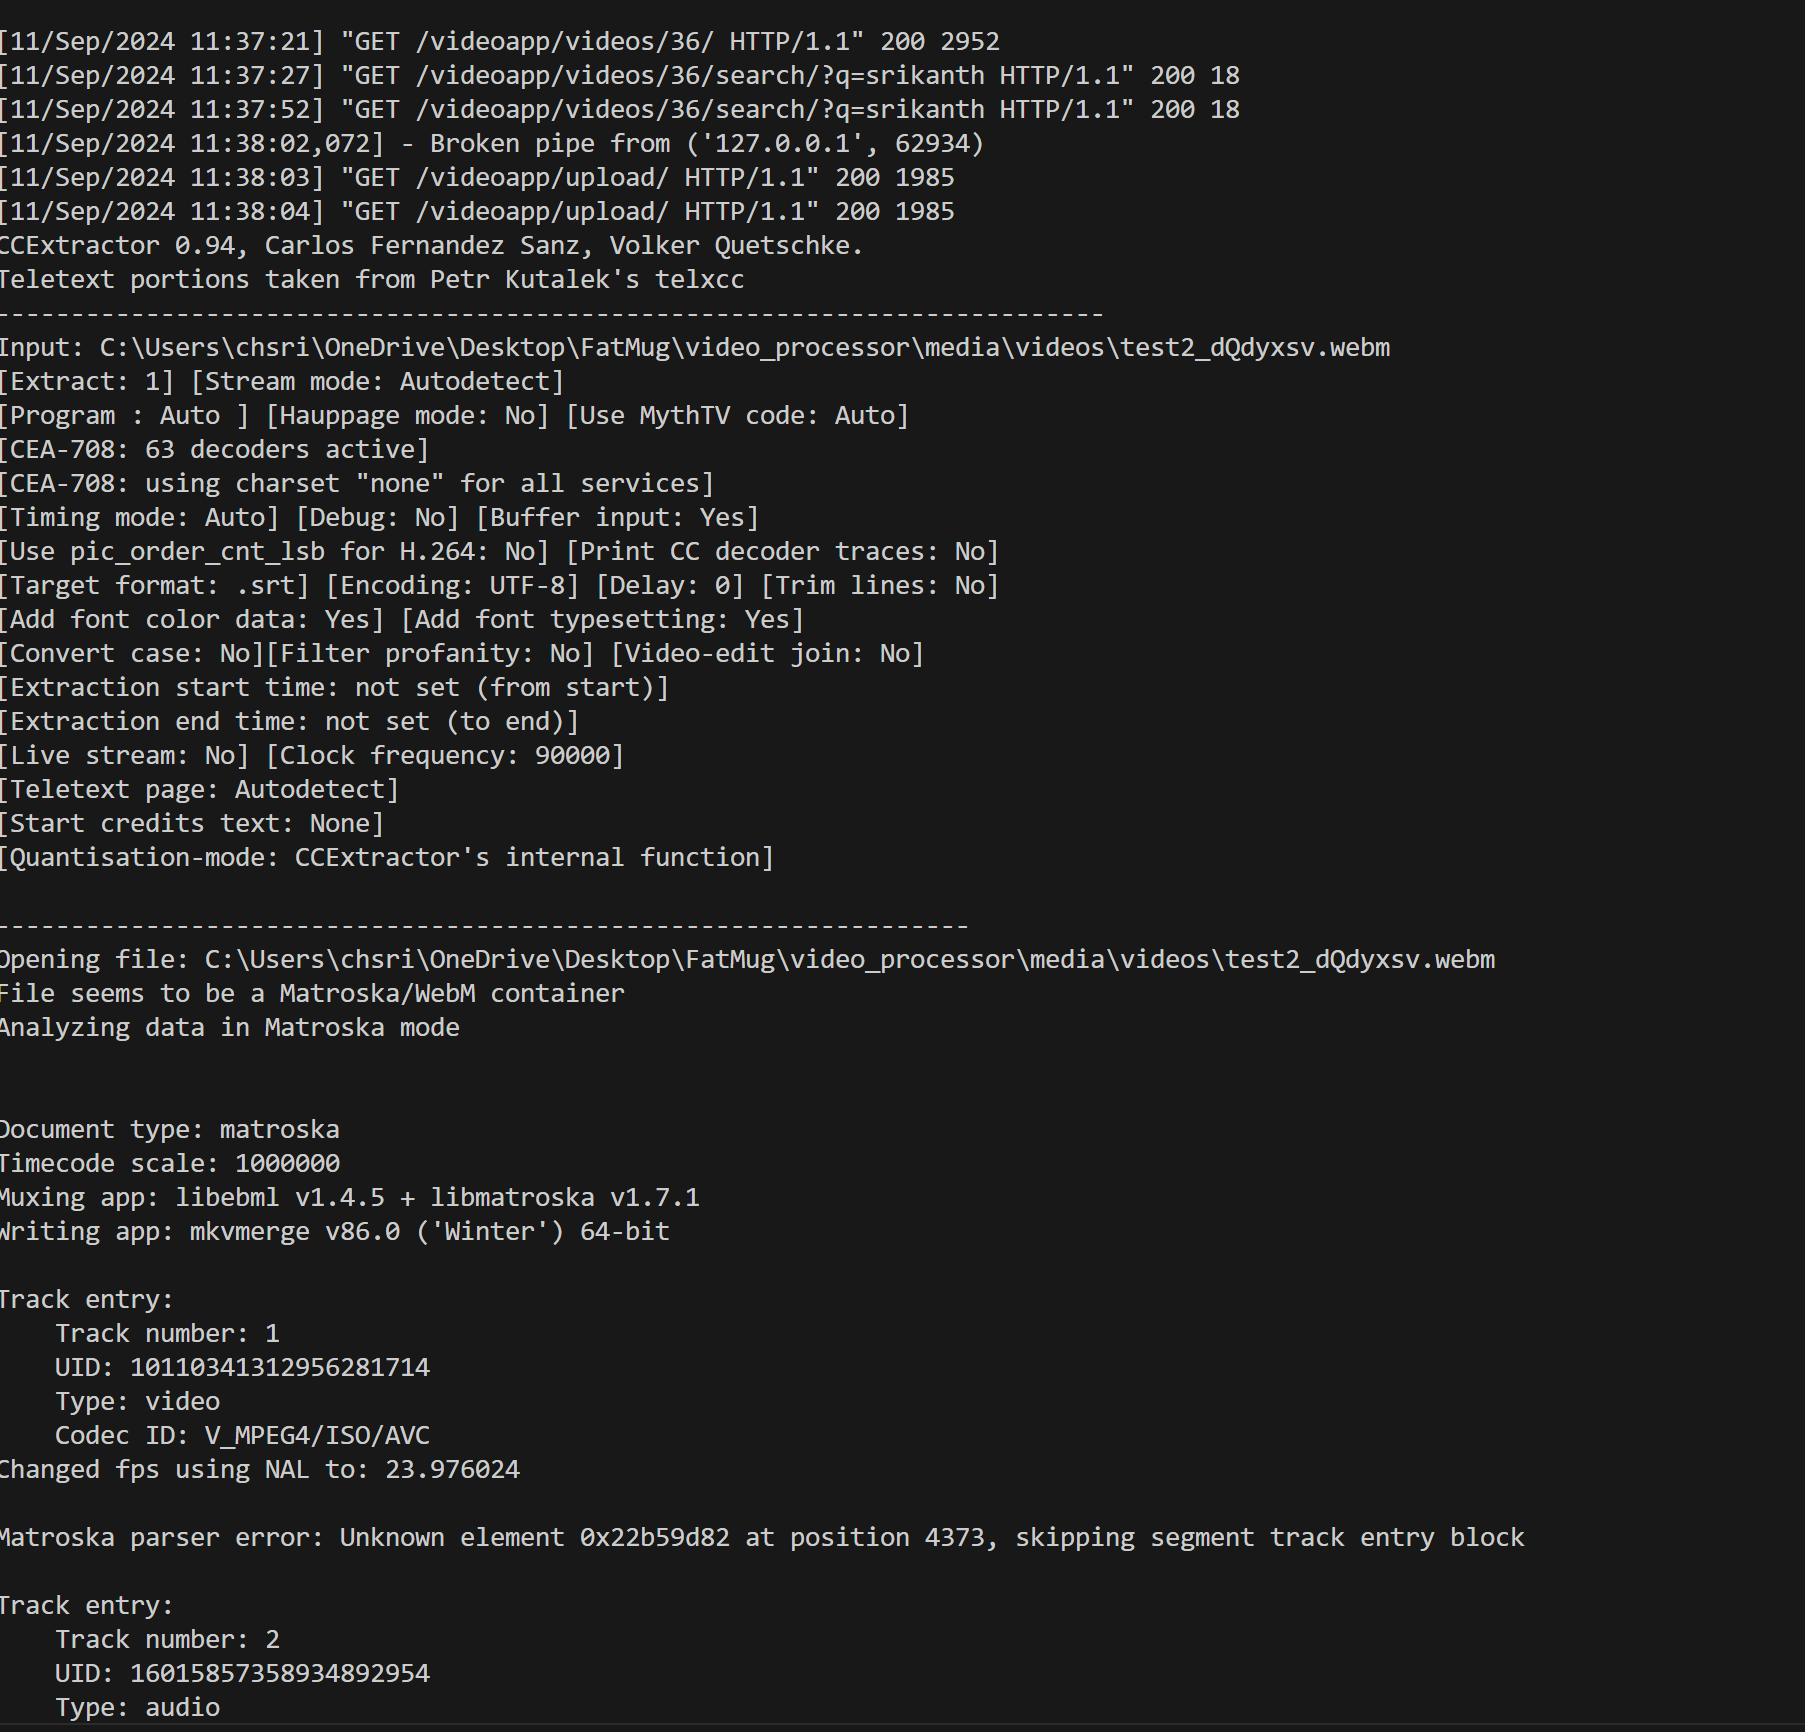 [11/Sep/2024 11:37:21] "GET /videoapp/videos/36/ HTTP/1.1" 200 2952
[11/Sep/2024 11:37:27] "GET /videoapp/videos/36/search/?q=srikanth HTTP/1.1" 200 18
[11/Sep/2024 11:37:52] "GET /videoapp/videos/36/search/?q=srikanth HTTP/1.1" 200 18
[11/Sep/2024 11:38:02,072] - Broken pipe from ('127.0.0.1', 62934)
[11/Sep/2024 11:38:03] "GET /videoapp/upload/ HTTP/1.1" 200 1985
[11/Sep/2024 11:38:04] "GET /videoapp/upload/ HTTP/1.1" 200 1985
CCExtractor 0.94, Carlos Fernandez Sanz, Volker Quetschke.
Teletext portions taken from Petr Kutalek's telxcc
--------------------------------------------------------------------------
Input: C:\Users\chsri\OneDrive\Desktop\FatMug\video_processor\media\videos\test2_dQdyxsv.webm
[Extract: 1] [Stream mode: Autodetect]
[Program : Auto ] [Hauppage mode: No] [Use MythTV code: Auto]
[CEA-708: 63 decoders active]
[CEA-708: using charset "none" for all services]
[Timing mode: Auto] [Debug: No] [Buffer input: Yes]
[Use pic_order_cnt_lsb for H.264: No] [Print CC decoder traces: No]
[Target format: .srt] [Encoding: UTF-8] [Delay: 0] [Trim lines: No]
[Add font color data: Yes] [Add font typesetting: Yes]
[Convert case: No][Filter profanity: No] [Video-edit join: No]
[Extraction start time: not set (from start)]
[Extraction end time: not set (to end)]
[Live stream: No] [Clock frequency: 90000]
[Teletext page: Autodetect]
[Start credits text: None]
[Quantisation-mode: CCExtractor's internal function]
-----------------------------------------------------------------
Opening file: C:\Users\chsri\OneDrive\Desktop\FatMug\video_processor\media\videos\test2_dQdyxsv.webm
File seems to be a Matroska/WebM container
Analyzing data in Matroska mode
Document type: matroska
Timecode scale: 1000000
Muxing app: libebml v1.4.5 + libmatroska v1.7.1
Writing app: mkvmerge v86.0 ('Winter') 64-bit
Track entry:
    Track number: 1
    UID: 10110341312956281714
    Type: video
    Codec ID: V_MPEG4/ISO/AVC
Changed fps using NAL to: 23.976024
Matroska parser error: Unknown element 0x22b59d82 at position 4373, skipping segment track entry block
Track entry:
    Track number: 2
    UID: 16015857358934892954
    Type: audio